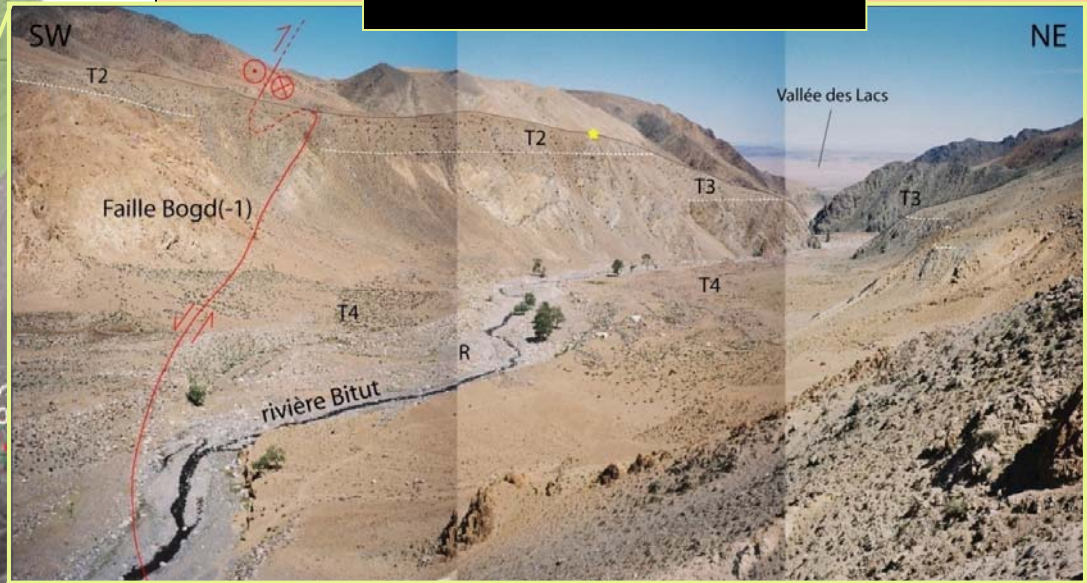 SW
NE
T2
Vallée des Lacs
T2
T3
T3
Faille Bogd(-1)
T4
T4
R
rivière Bitut